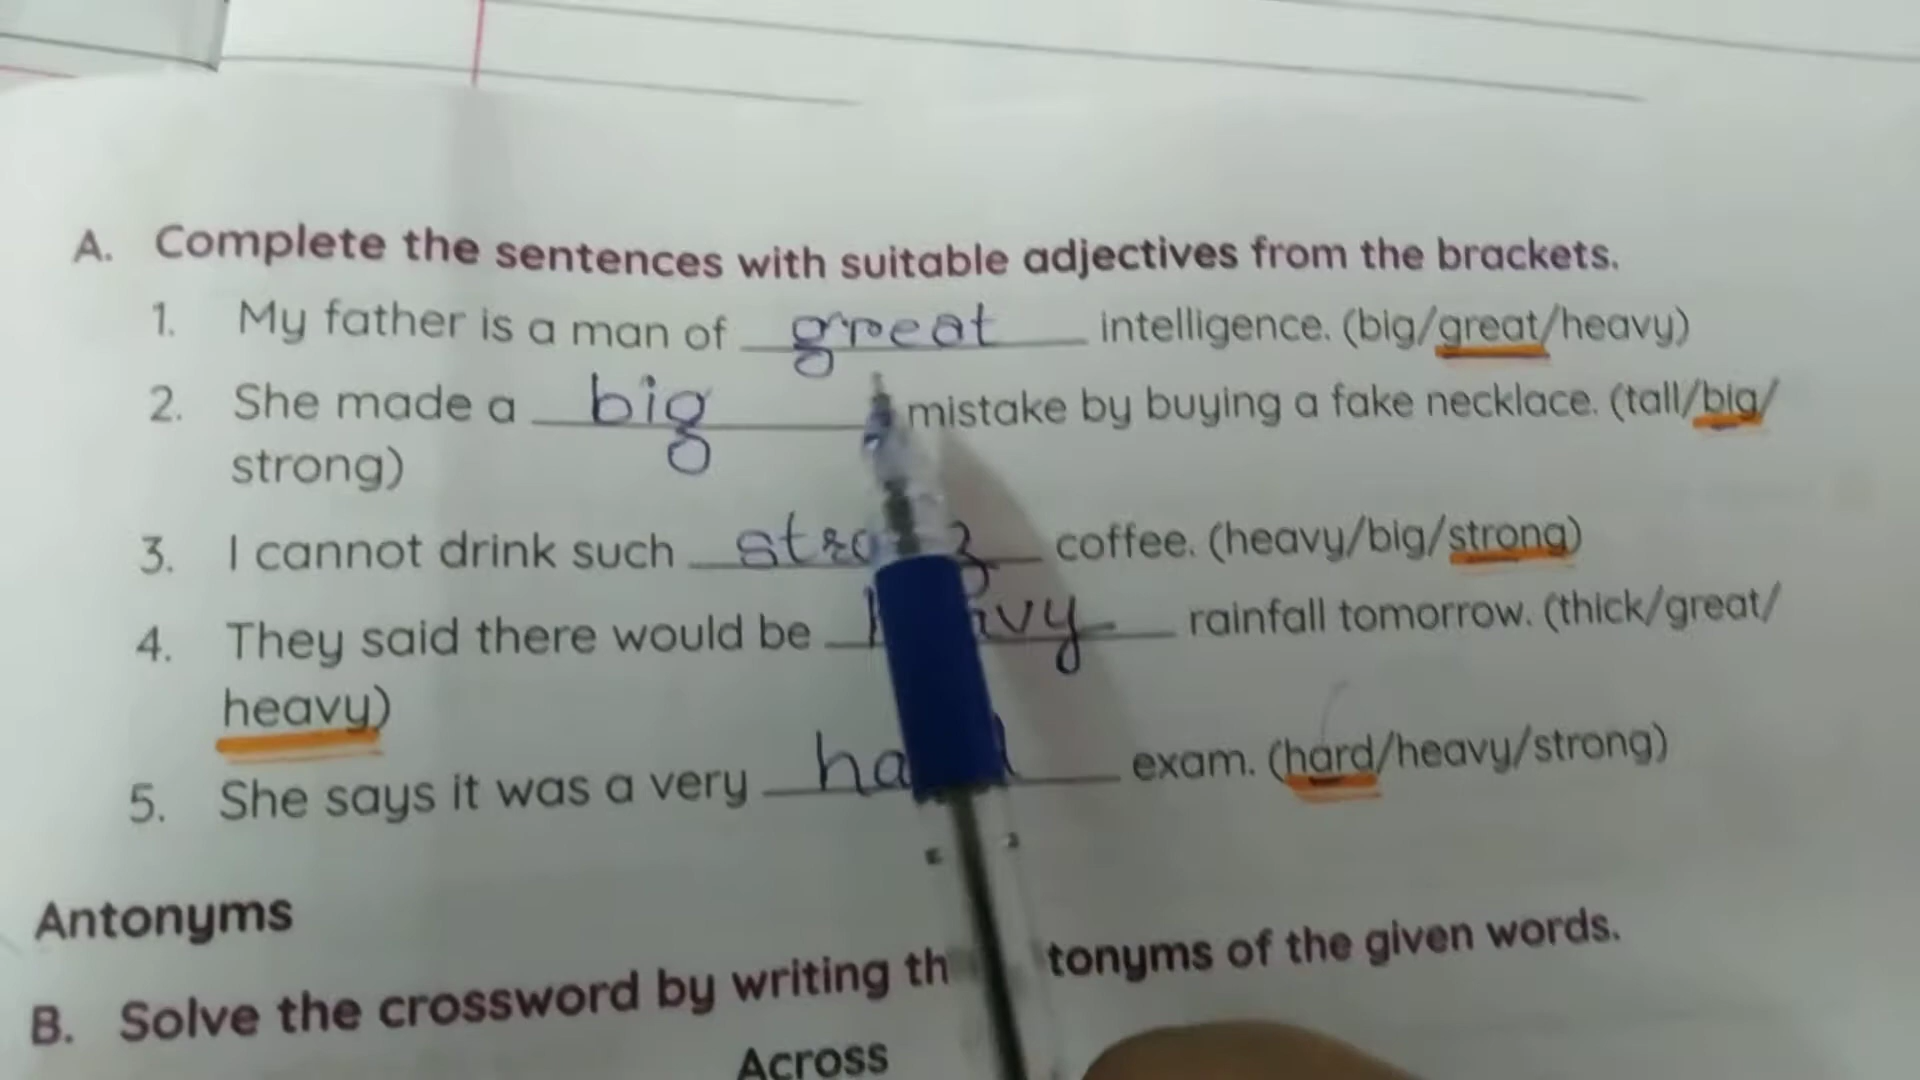 A. Complete the sentences with suitable adjectives from the brackets.
1. My father is a man of great intelligence. (big/great/heavy)
2. She made a big mistake by buying a fake necklace. (tall/big/
strong)
3. I cannot drink such coffee. (heavy/big/strong)
4. They said there would be rainfall tomorrow. (thick/great/
heavy)
5. She says it was a very exam. (hard/heavy/strong)
Antonyms
B. Solve the crossword by writing of the given words.
Across